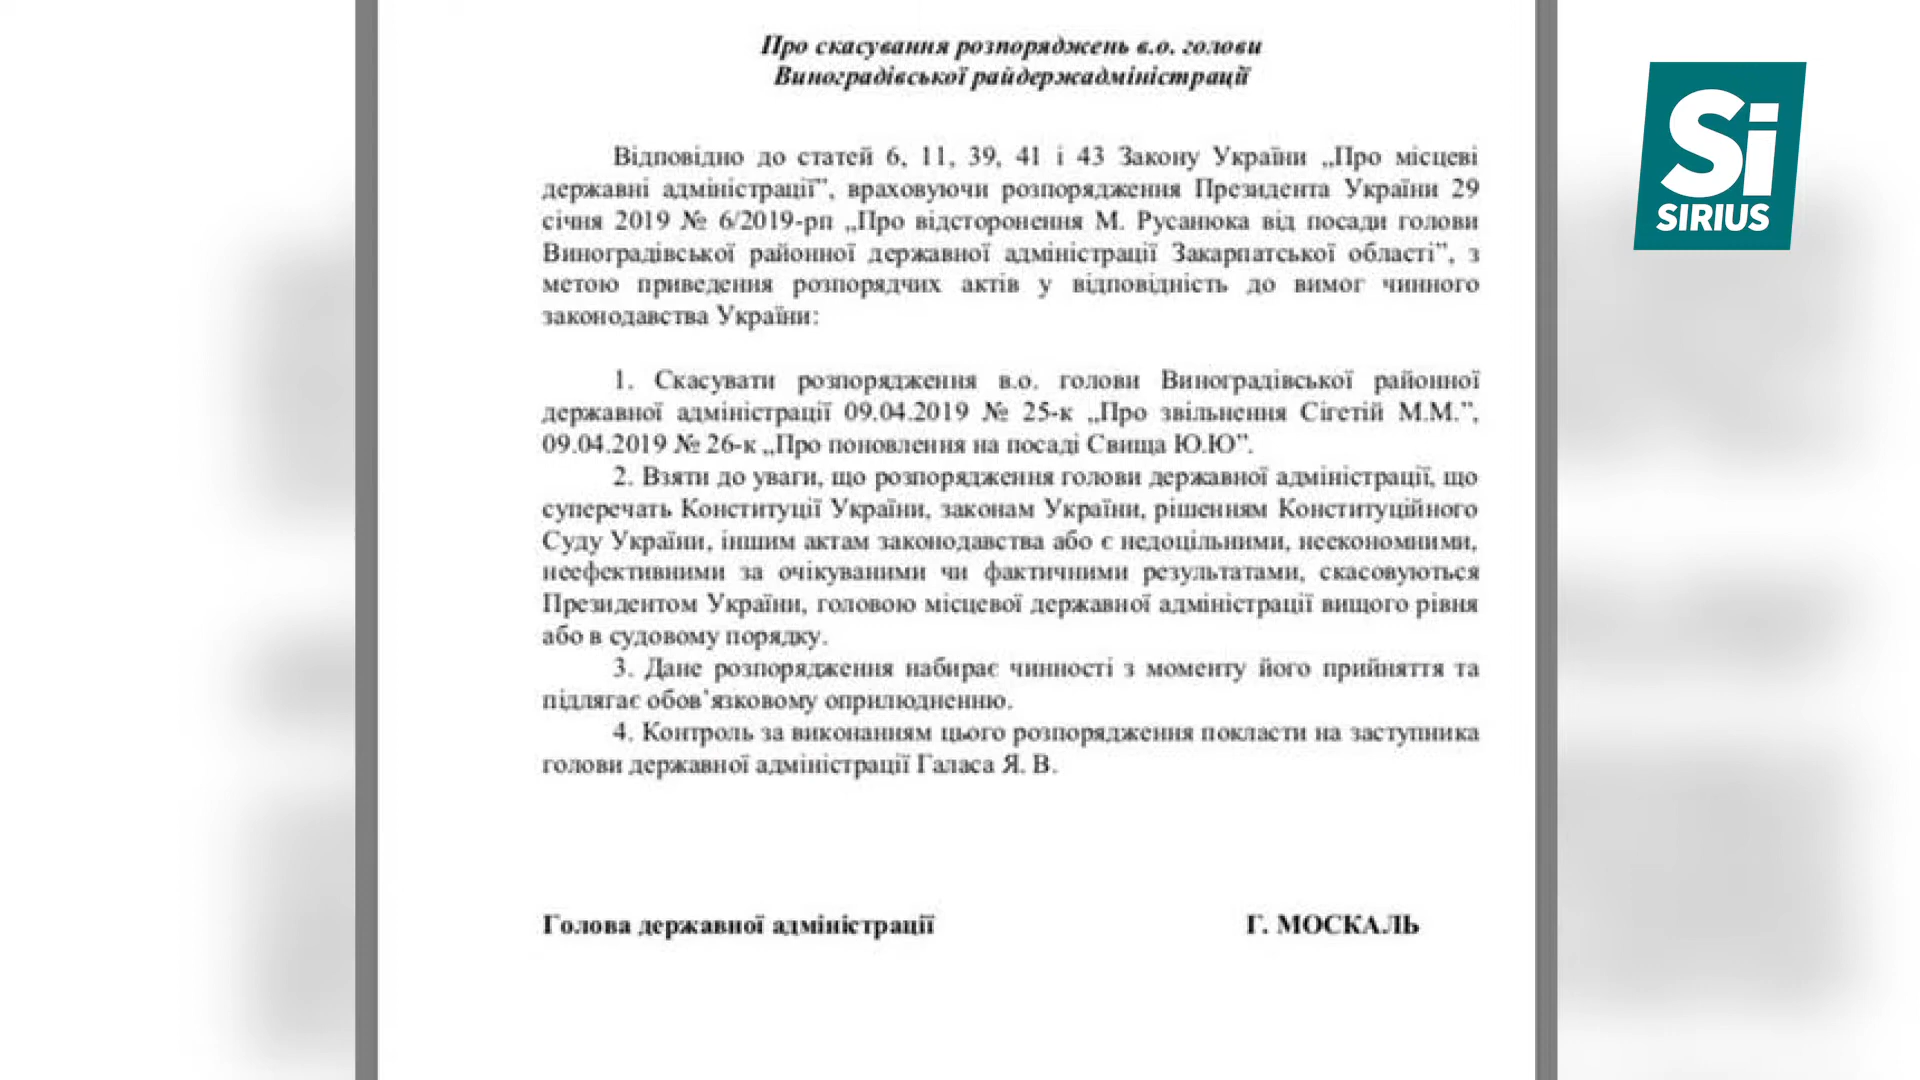 Про скасування розпоряджень в.о. голови
Виноградівської райдержадміністрації
Si
SIRIUS
Відповідно до статей 6, 11, 39, 41 і 43 Закону України „Про місцеві
державні адміністрації”, враховуючи розпорядження Президента України 29
січня 2019 № 6/2019-рп „Про відсторонення М. Русанюка від посади голови
Виноградівської районної державної адміністрації Закарпатської області”, з
метою приведення розпорядчих актів у відповідність до вимог чинного
законодавства України:
1. Скасувати розпорядження в.о. голови Виноградівської районної
державної адміністрації 09.04.2019 № 25-к „Про звільнення Сігетій М.М.”,
09.04.2019 № 26-к „Про поновлення на посаді Свища Ю.Ю”.
2. Взяти до уваги, що розпорядження голови державної адміністрації, що
суперечать Конституції України, законам України, рішенням Конституційного
Суду України, іншим актам законодавства або є недоцільними, неекономними,
неефективними за очікуваними чи фактичними результатами, скасовуються
Президентом України, головою місцевої державної адміністрації вищого рівня
або в судовому порядку.
3. Дане розпорядження набирає чинності з моменту його прийняття та
підлягає обов`язковому оприлюдненню.
4. Контроль за виконанням цього розпорядження покласти на заступника
голови державної адміністрації Галаса Я. В.
Голова державної адміністрації Г. МОСКАЛЬ